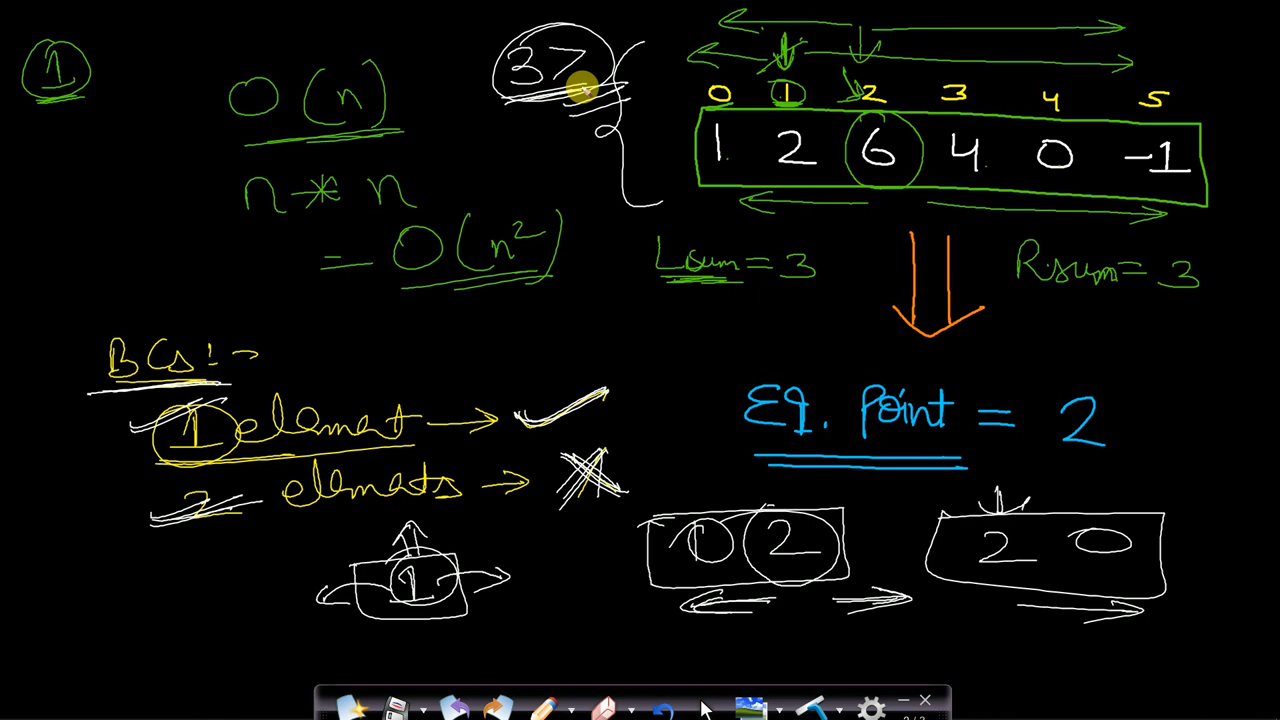 1
O(n)
n * n
= O(n²)
37
0 1 2 3 4 5
1 2 6 4 0 -1
Lsum = 3
Rsum = 3
BCs:-
1 element →
2 elements →
Eq. Point = 2
1
1 2
2 0